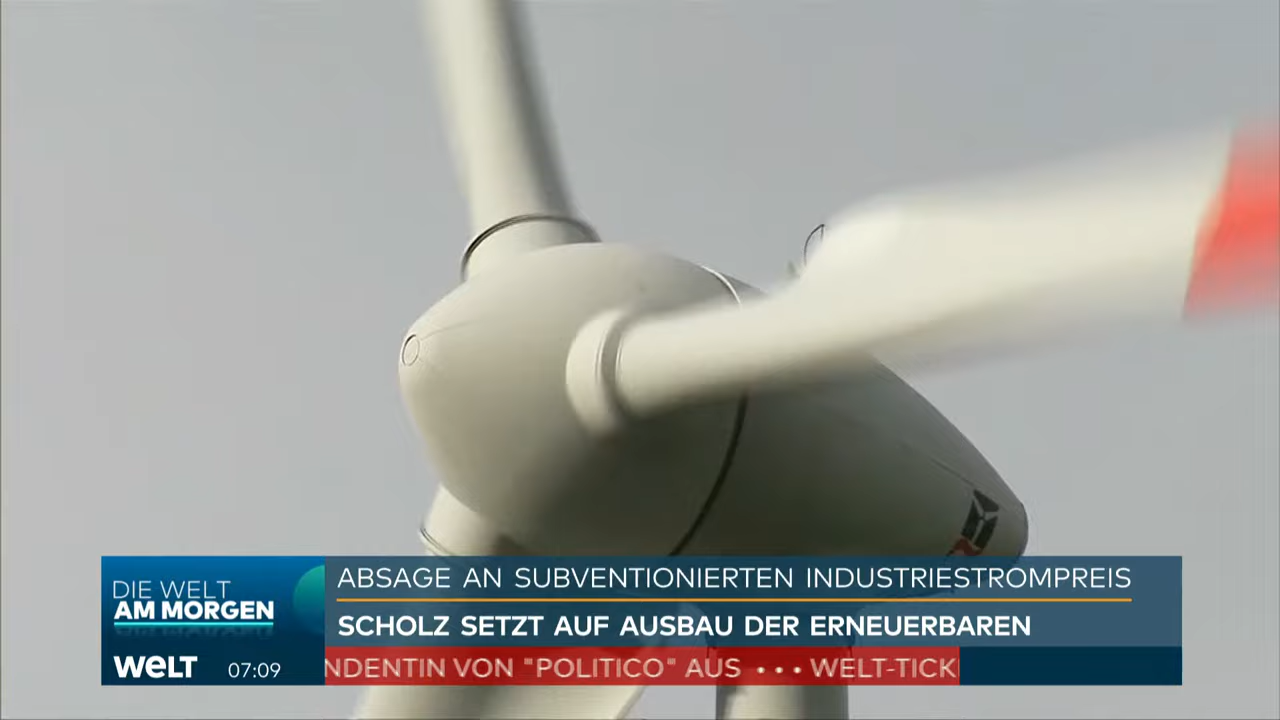 ABSAGE AN SUBVENTIONIERTEN INDUSTRIESTROMPREIS
DIE WELT
AM MORGEN
SCHOLZ SETZT AUF AUSBAU DER ERNEUERBAREN
welt 07:09
NDENTIN VON "POLITICO" AUS • • • WELT-TICK